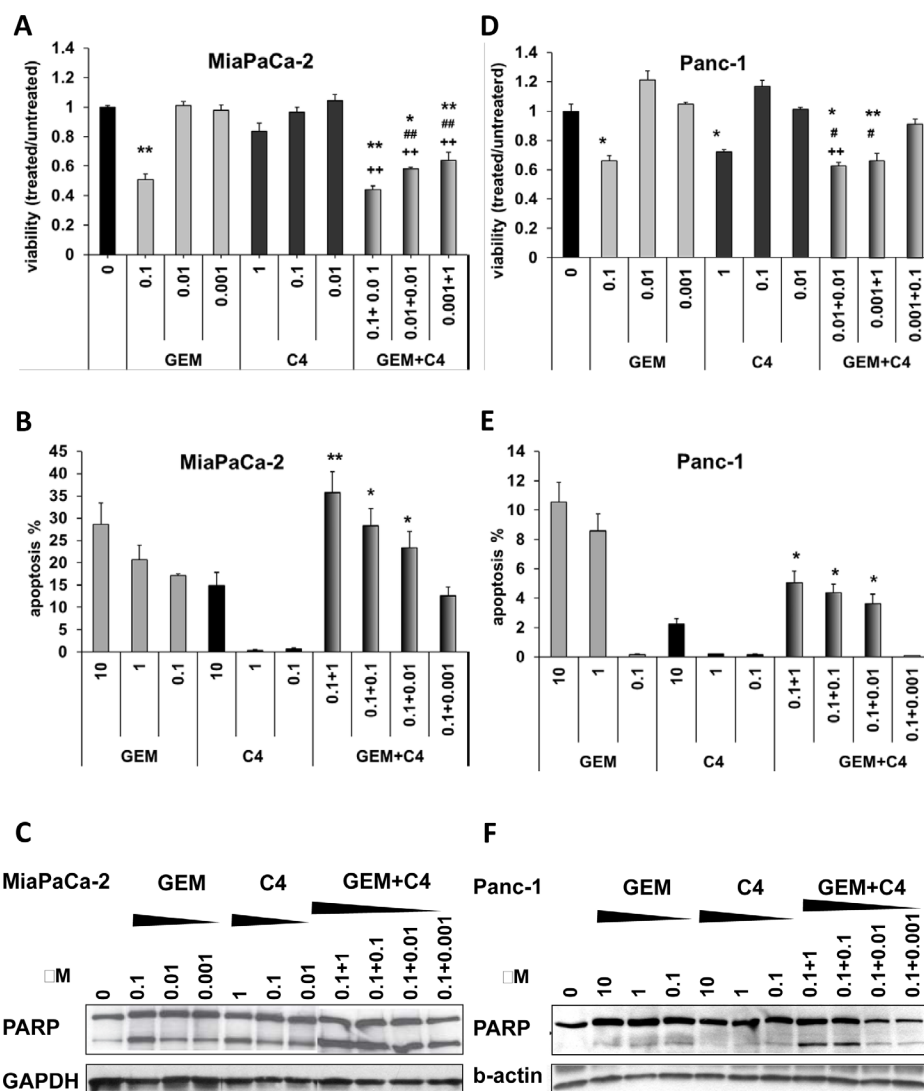 A
MiaPaCa-2
viability (treated/untreated)
1.4
1.2
1
0.8
0.6
0.4
0.2
0
**
**
++
*
##
++
**
##
++
0
0.1
0.01
0.001
1
0.1
0.01
0.1+ 0.01
0.01+0.01
0.001+1
GEM
C4
GEM+C4
D
Panc-1
viability (treated/untreaterd)
1.4
1.2
1
0.8
0.6
0.4
0.2
0
*
*
*
#
++
**
#
0
0.1
0.01
0.001
1
0.1
0.01
0.01+0.01
0.001+1
0.001+0.1
GEM
C4
GEM+C4
B
MiaPaCa-2
apoptosis %
45
40
35
30
25
20
15
10
5
0
**
*
*
10
1
0.1
10
1
0.1
0.1+1
0.1+0.1
0.1+0.01
0.1+0.001
GEM
C4
GEM+C4
E
Panc-1
apoptosis %
14
12
10
8
6
4
2
0
*
*
*
10
1
0.1
10
1
0.1
0.1+1
0.1+0.1
0.1+0.01
0.1+0.001
GEM
C4
GEM+C4
C
MiaPaCa-2 GEM C4 GEM+C4
□M 0 0.1 0.01 0.001 1 0.1 0.01 0.1+1 0.1+0.1 0.1+0.01 0.1+0.001
PARP
GAPDH
F
Panc-1 GEM C4 GEM+C4
□M 0 10 1 0.1 10 1 0.1 0.1+1 0.1+0.1 0.1+0.01 0.1+0.001
PARP
b-actin